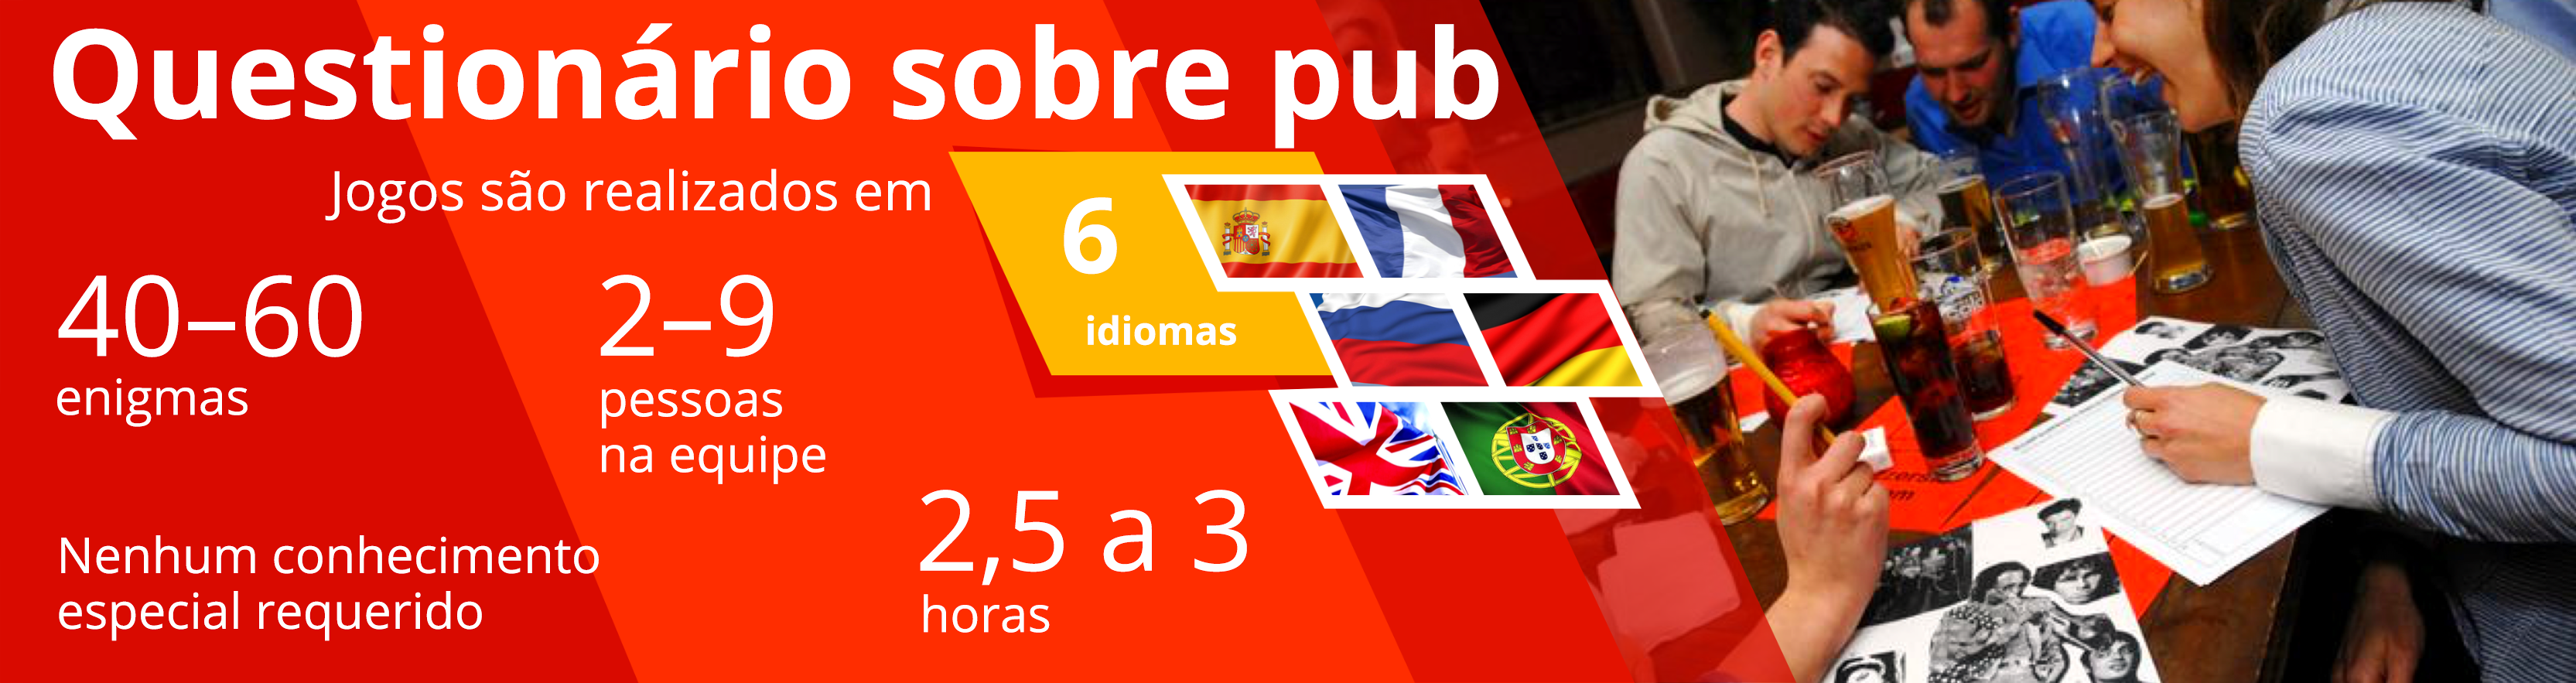 Questionário sobre pub
Jogos são realizados em
6
idiomas
40–60
enigmas
2–9
pessoas
na equipe
2,5 a 3
horas
Nenhum conhecimento
especial requerido